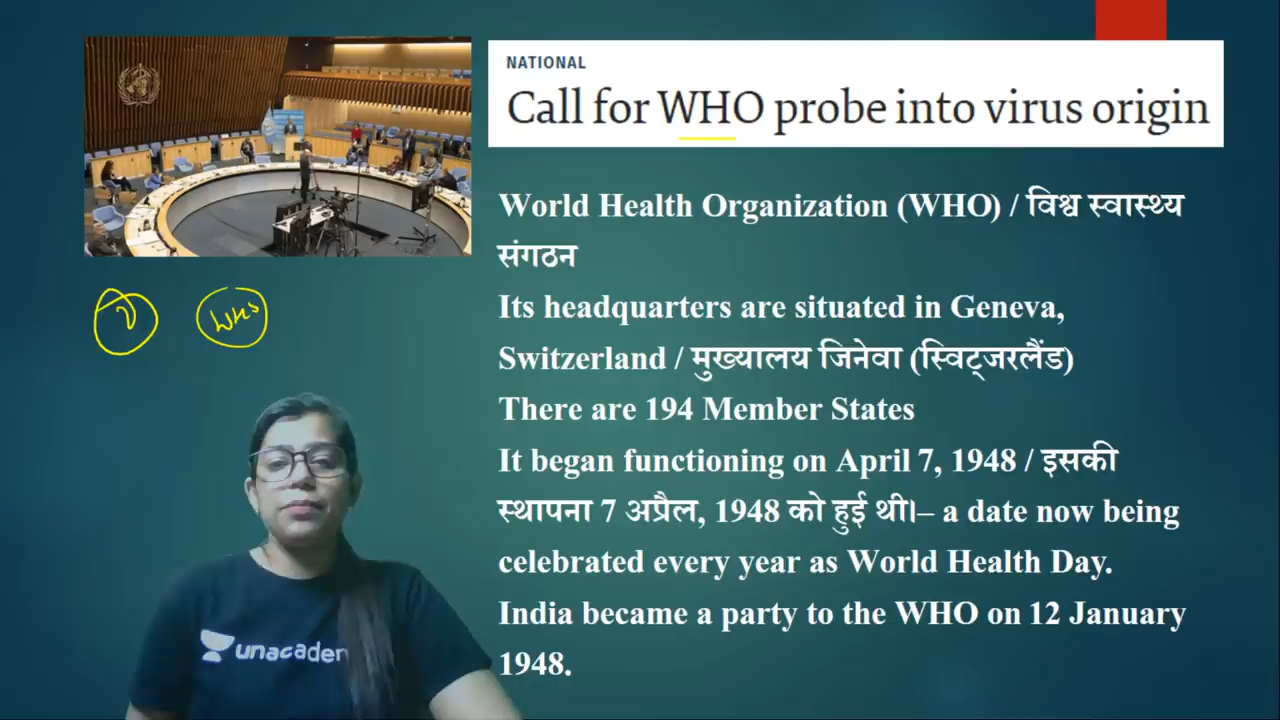 NATIONAL
Call for WHO probe into virus origin
World Health Organization (WHO) / विश्व स्वास्थ्य
संगठन
Its headquarters are situated in Geneva,
Switzerland / मुख्यालय जिनेवा (स्विट्जरलैंड)
There are 194 Member States
It began functioning on April 7, 1948 / इसकी
स्थापना 7 अप्रैल, 1948 को हुई थी।– a date now being
celebrated every year as World Health Day.
India became a party to the WHO on 12 January
1948.
WHO
unacadem